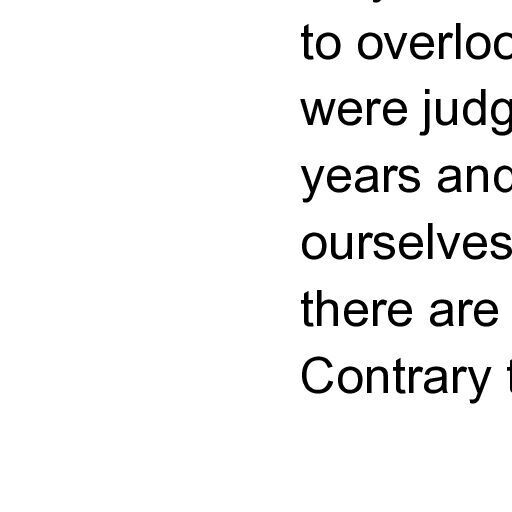 to overloo
were judg
years and
ourselves
there are
Contrary t